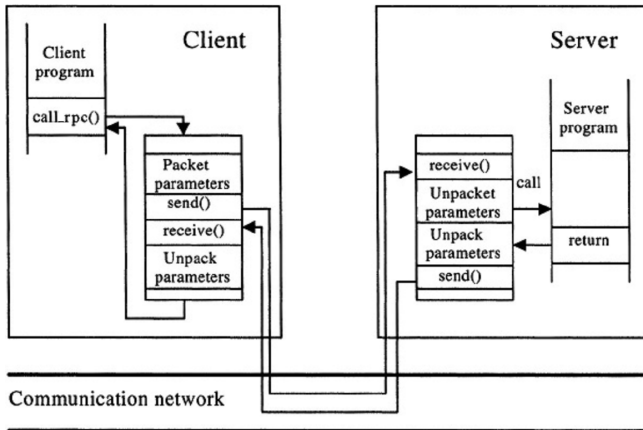 Client
Client
program
call_rpc()
Packet
parameters
send()
receive()
Unpack
parameters
Server
Server
program
receive()
call
Unpacket
parameters
Unpack
parameters
return
send()
Communication network